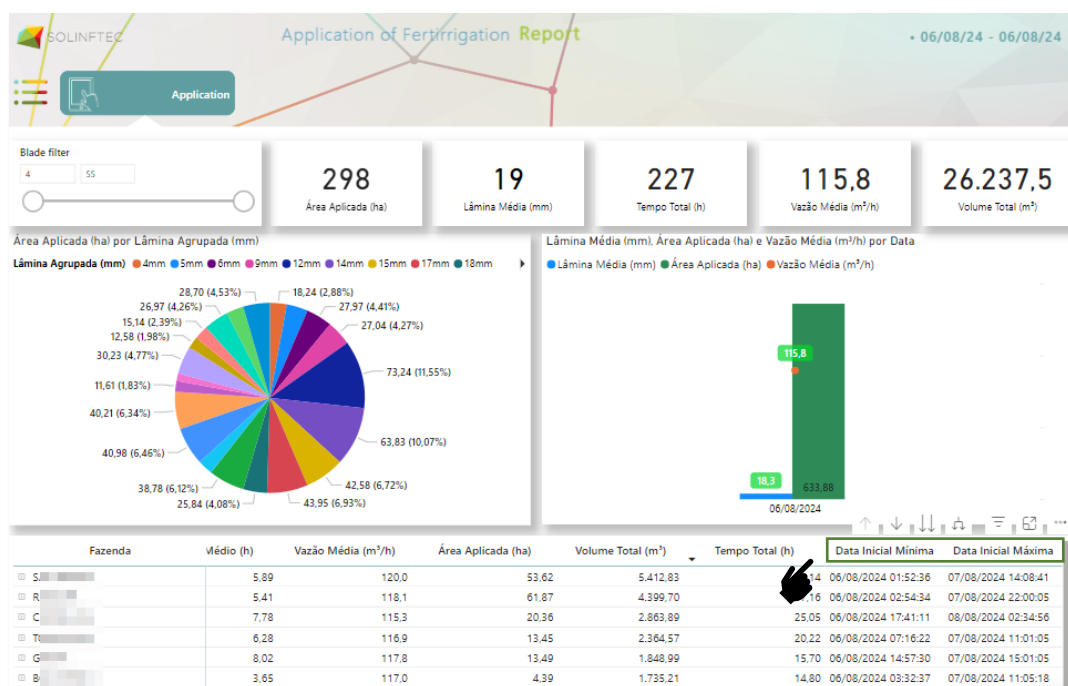 SOLINFTEC
Application of Fertirrigation Report
• 06/08/24 - 06/08/24
Application
Blade filter
4 55
298
Área Aplicada (ha)
19
Lâmina Média (mm)
227
Tempo Total (h)
115,8
Vazão Média (m³/h)
26.237,5
Volume Total (m³)
Área Aplicada (ha) por Lâmina Agrupada (mm)
Lâmina Agrupada (mm) 4mm 5mm 6mm 9mm 12mm 14mm 15mm 17mm 18mm
28,70 (4,53%)
18,24 (2,88%)
26,97 (4,26%)
27,97 (4,41%)
15,14 (2,39%)
27,04 (4,27%)
12,58 (1,98%)
30,23 (4,77%)
73,24 (11,55%)
11,61 (1,83%)
40,21 (6,34%)
63,83 (10,07%)
40,98 (6,46%)
42,58 (6,72%)
38,78 (6,12%)
43,95 (6,93%)
25,84 (4,08%)
Lâmina Média (mm), Área Aplicada (ha) e Vazão Média (m³/h) por Data
Lâmina Média (mm) Área Aplicada (ha) Vazão Média (m³/h)
115,8
18,3
633,88
06/08/2024
Fazenda Médio (h) Vazão Média (m³/h) Área Aplicada (ha) Volume Total (m³) Tempo Total (h) Data Inicial Mínima Data Inicial Máxima
5,89 120,0 53,62 5.412,83 06/08/2024 01:52:36 07/08/2024 14:08:41
R 5,41 118,1 61,87 4.399,70 06/08/2024 02:54:34 07/08/2024 22:00:05
C 7,78 115,3 20,36 2.863,89 25,05 06/08/2024 17:41:11 08/08/2024 02:34:56
6,28 116,9 13,45 2.364,57 20,22 06/08/2024 07:16:22 07/08/2024 11:01:05
G 8,02 117,8 13,49 1.848,99 15,70 06/08/2024 14:57:30 07/08/2024 15:01:05
3,65 117,0 4,39 1.735,21 14,80 06/08/2024 03:32:37 07/08/2024 11:05:18